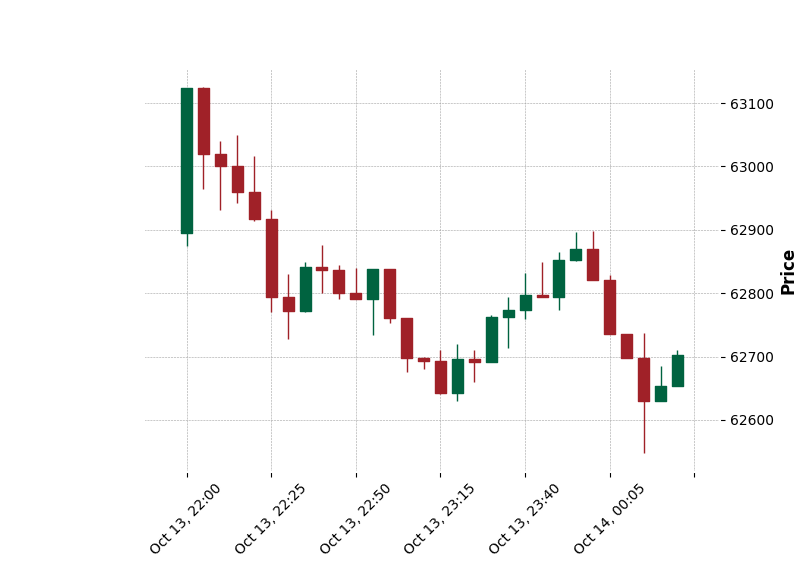 63100
63000
62900
62800
62700
62600
Price
Oct 13, 22:00
Oct 13, 22:25
Oct 13, 22:50
Oct 13, 23:15
Oct 13, 23:40
Oct 14, 00:05